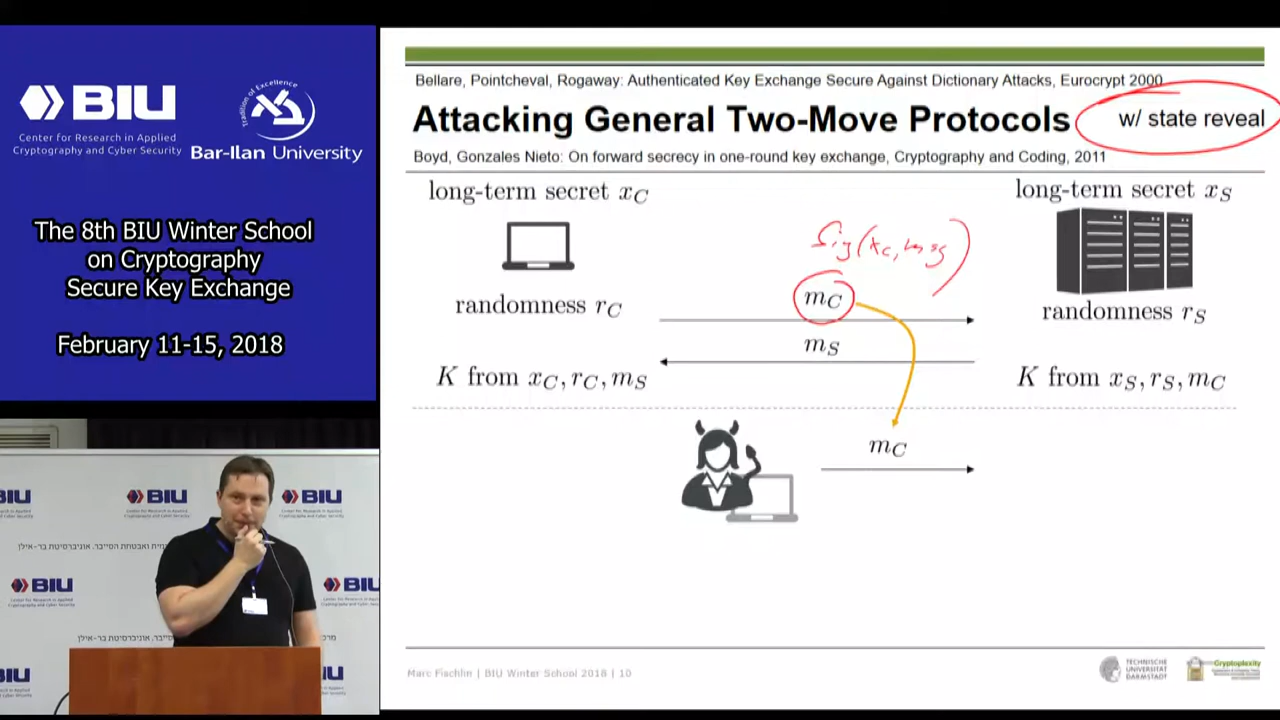 BIU
Center for Research in Applied
Cryptography and Cyber Security
Tradition of Excellence
Bar-Ilan University
The 8th BIU Winter School
on Cryptography
Secure Key Exchange
February 11-15, 2018
Bellare, Pointcheval, Rogaway: Authenticated Key Exchange Secure Against Dictionary Attacks, Eurocrypt 2000
Attacking General Two-Move Protocols w/ state reveal
Boyd, Gonzales Nieto: On forward secrecy in one-round key exchange, Cryptography and Coding, 2011
long-term secret x_C
long-term secret x_S
Sig(x_C, msg)
m_C
randomness r_C
randomness r_S
m_S
K from x_C, r_C, m_S
K from x_S, r_S, m_C
m_C
Marc Fischlin | BIU Winter School 2018 | 10
TECHNISCHE
UNIVERSITÄT
DARMSTADT
Cryptoplexity
BIU
BIU
BIU
BIU
BIU
BIU